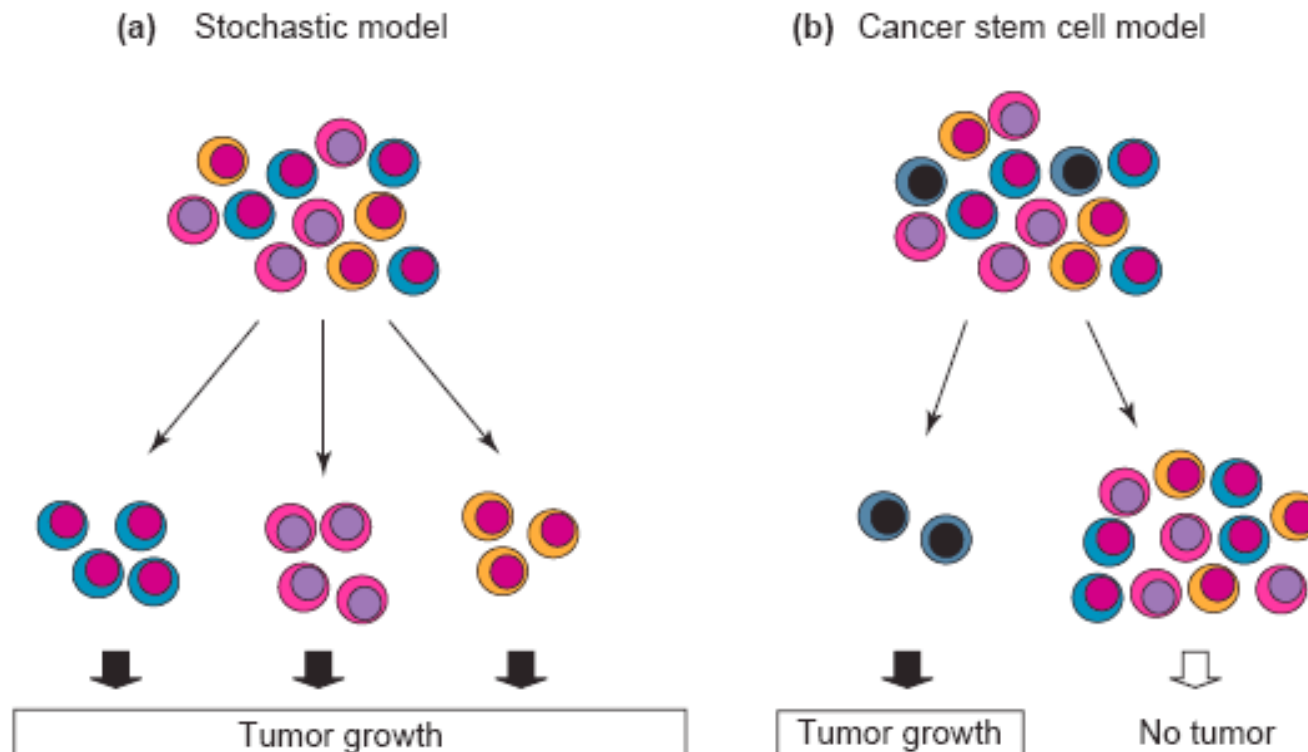 (a) Stochastic model
(b) Cancer stem cell model
Tumor growth
Tumor growth
No tumor